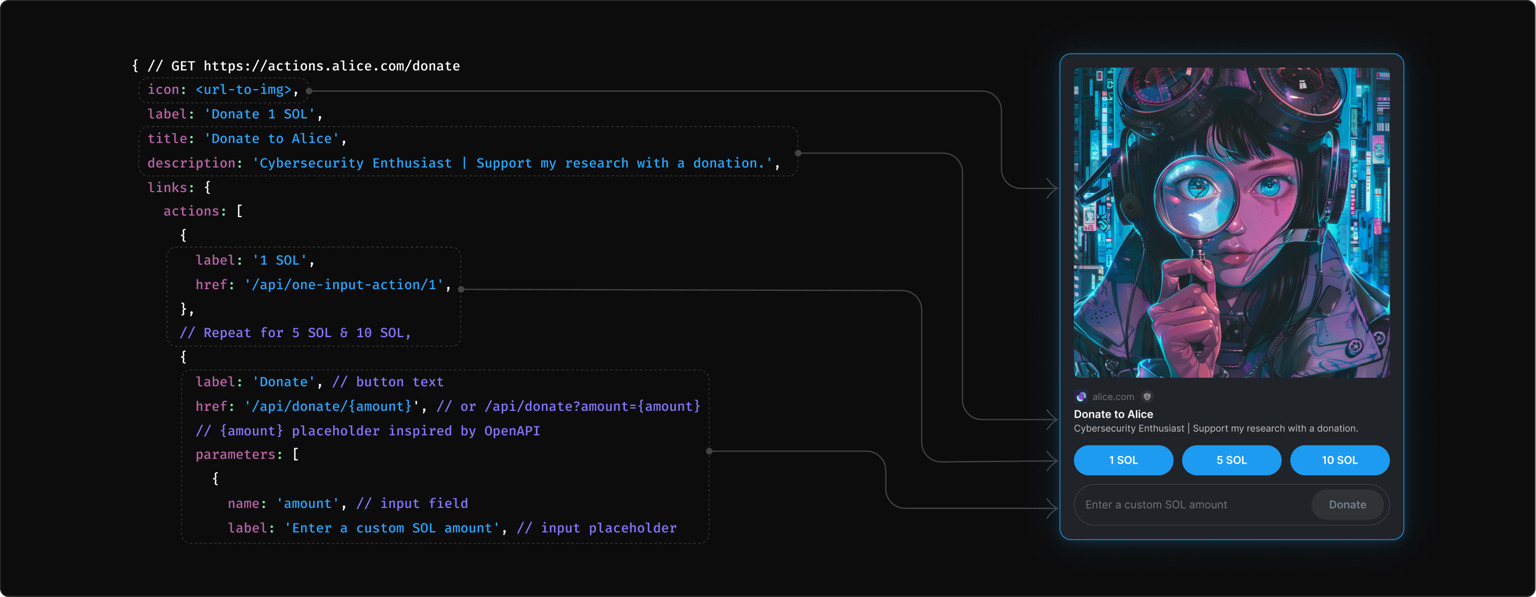 { // GET https://actions.alice.com/donate
icon: <url-to-img>,
label: 'Donate 1 SOL',
title: 'Donate to Alice',
description: 'Cybersecurity Enthusiast | Support my research with a donation.',
links: {
actions: [
{
label: '1 SOL',
href: '/api/one-input-action/1',
},
// Repeat for 5 SOL & 10 SOL,
{
label: 'Donate', // button text
href: '/api/donate/{amount}', // or /api/donate?amount={amount}
// {amount} placeholder inspired by OpenAPI
parameters: [
{
name: 'amount', // input field
label: 'Enter a custom SOL amount', // input placeholder
alice.com
Donate to Alice
Cybersecurity Enthusiast | Support my research with a donation.
1 SOL 5 SOL 10 SOL
Enter a custom SOL amount Donate